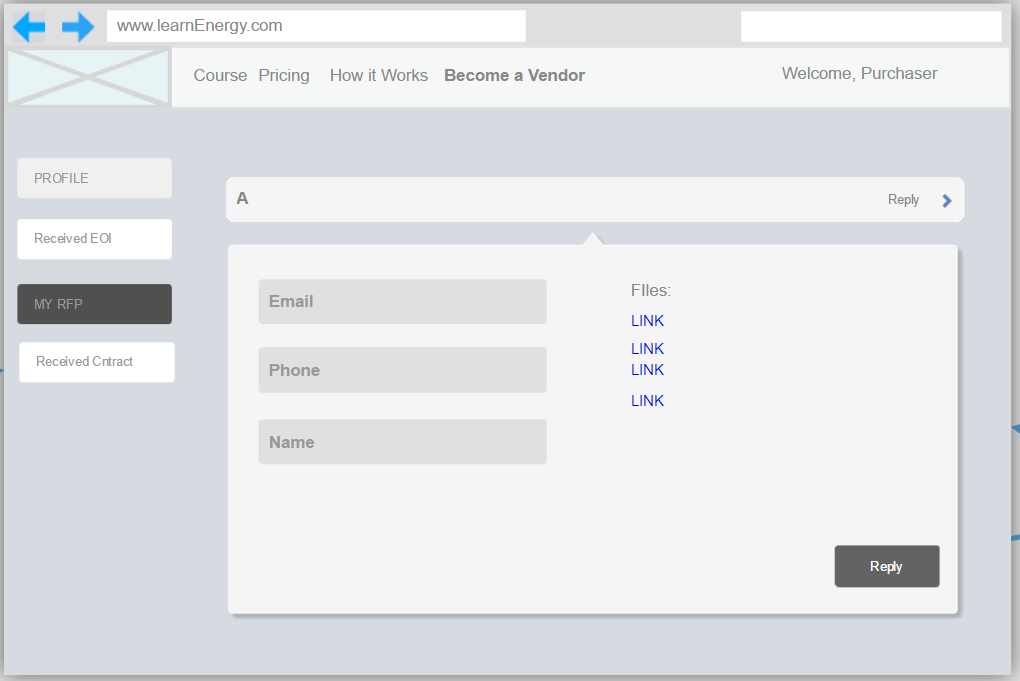 www.learnEnergy.com
Course Pricing How it Works Become a Vendor
Welcome, Purchaser
PROFILE
Received EOI
MY RFP
Received Cntract
A
Reply
Email
Phone
Name
FIles:
LINK
LINK
LINK
LINK
Reply